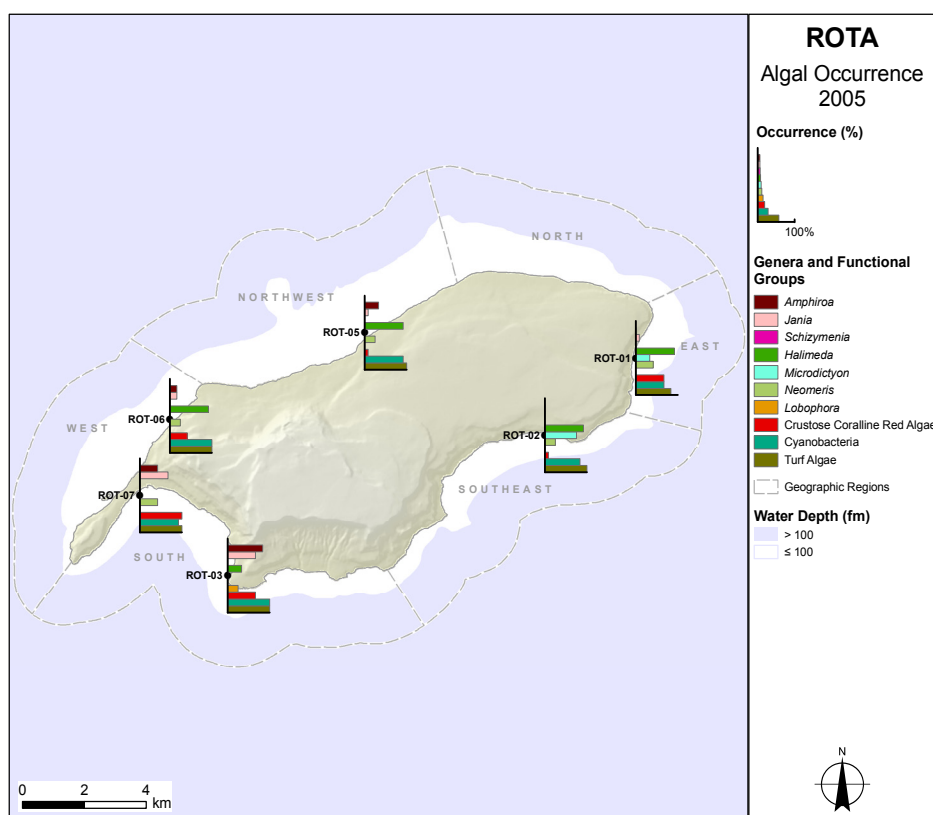 ROTA
Algal Occurrence
2005
Occurrence (%)
100%
Genera and Functional
Groups
Amphiroa
Jania
Schizymenia
Halimeda
Microdictyon
Neomeris
Lobophora
Crustose Coralline Red Algae
Cyanobacteria
Turf Algae
Geographic Regions
Water Depth (fm)
> 100
≤ 100
N
NORTH
NORTHWEST
ROT-05
EAST
ROT-01
WEST
ROT-06
ROT-02
ROT-07
SOUTHEAST
SOUTH
ROT-03
0 2 4
km